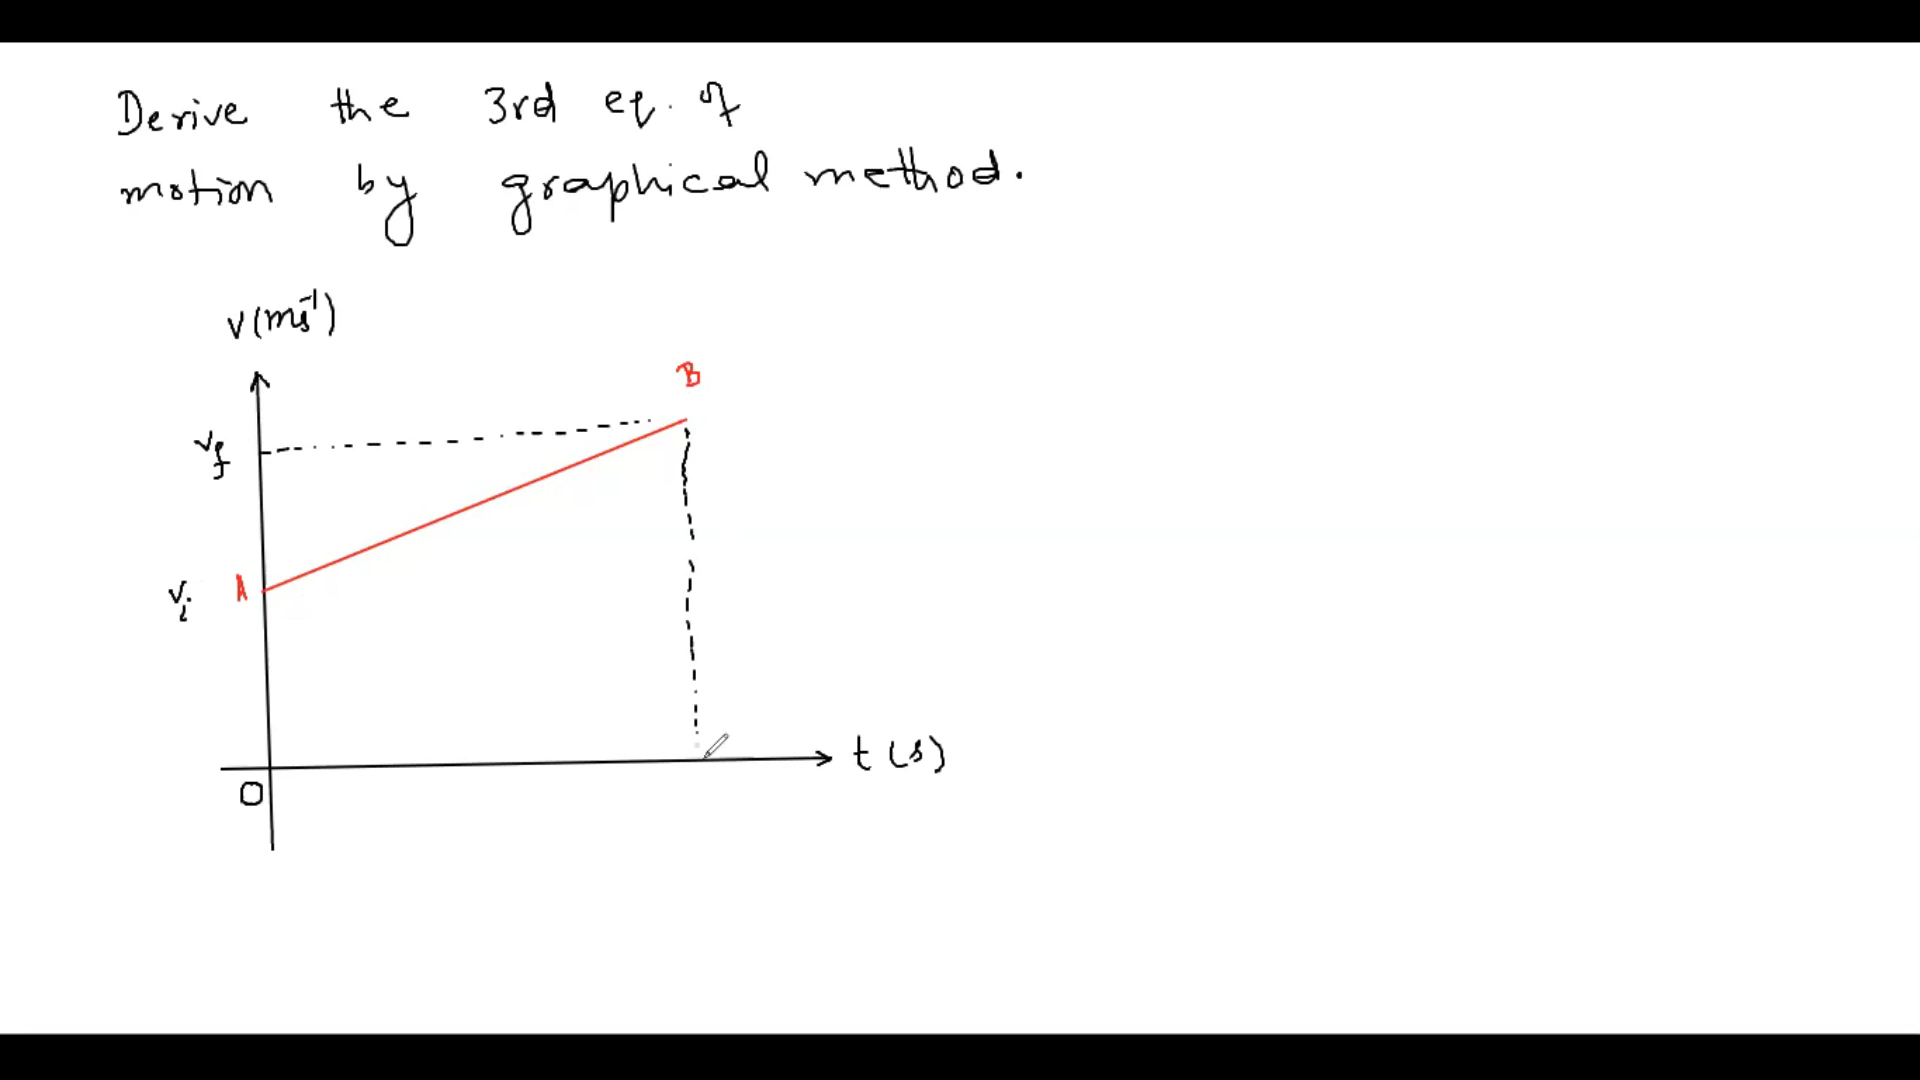 Derive the 3rd eq. of
motion by graphical method.
v(ms⁻¹)
B
vf
vi A
t(s)
O